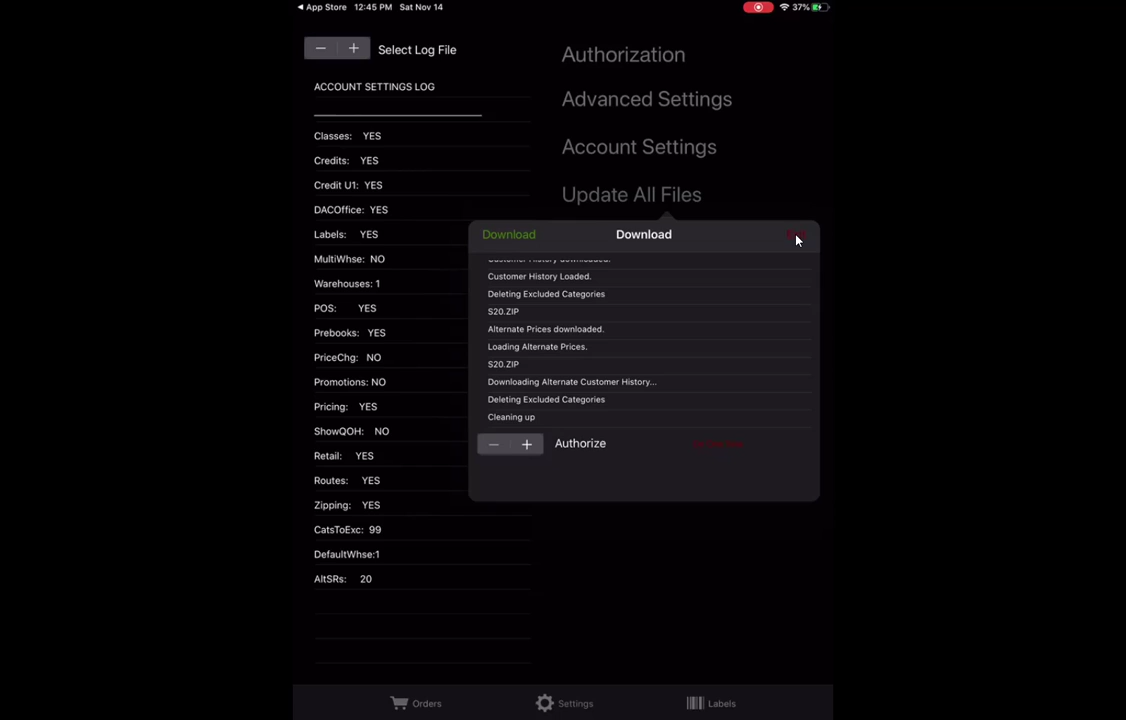 App Store 12:45 PM Sat Nov 14
37%
− + Select Log File
ACCOUNT SETTINGS LOG
Classes: YES
Credits: YES
Credit U1: YES
DACOffice: YES
Labels: YES
MultiWhse: NO
Warehouses: 1
POS: YES
Prebooks: YES
PriceChg: NO
Promotions: NO
Pricing: YES
ShowQOH: NO
Retail: YES
Routes: YES
Zipping: YES
CatsToExc: 99
DefaultWhse:1
AltSRs: 20
Authorization
Advanced Settings
Account Settings
Update All Files
Download Download
Customer History downloaded.
Customer History Loaded.
Deleting Excluded Categories
S20.ZIP
Alternate Prices downloaded.
Loading Alternate Prices.
S20.ZIP
Downloading Alternate Customer History...
Deleting Excluded Categories
Cleaning up
− + Authorize
Orders Settings Labels